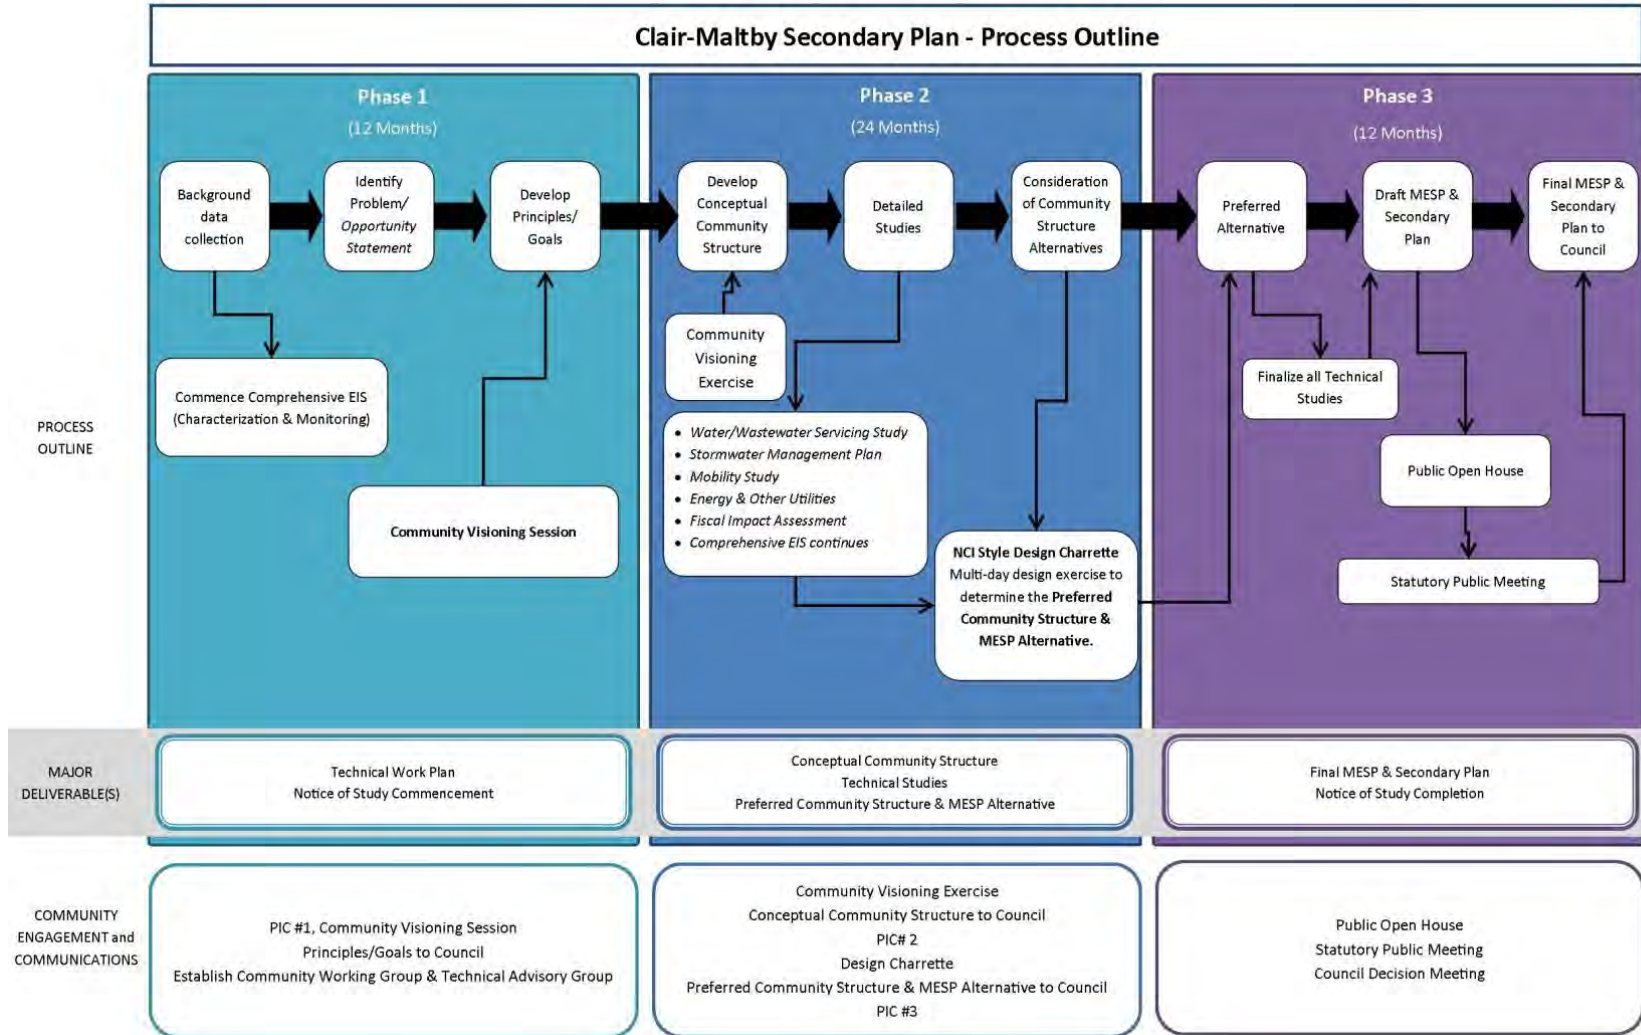 Clair-Maltby Secondary Plan - Process Outline
Phase 1
(12 Months)
Background
data
collection
Identify
Problem/
Opportunity
Statement
Develop
Principles/
Goals
Commence Comprehensive EIS
(Characterization & Monitoring)
Community Visioning Session
Phase 2
(24 Months)
Develop
Conceptual
Community
Structure
Detailed
Studies
Consideration
of Community
Structure
Alternatives
Community
Visioning
Exercise
• Water/Wastewater Servicing Study
• Stormwater Management Plan
• Mobility Study
• Energy & Other Utilities
• Fiscal Impact Assessment
• Comprehensive EIS continues
NCI Style Design Charrette
Multi-day design exercise to
determine the Preferred
Community Structure &
MESP Alternative.
Phase 3
(12 Months)
Preferred
Alternative
Draft MESP &
Secondary
Plan
Final MESP &
Secondary
Plan to
Council
Finalize all Technical
Studies
Public Open House
Statutory Public Meeting
PROCESS
OUTLINE
MAJOR
DELIVERABLE(S)
Technical Work Plan
Notice of Study Commencement
Conceptual Community Structure
Technical Studies
Preferred Community Structure & MESP Alternative
Final MESP & Secondary Plan
Notice of Study Completion
COMMUNITY
ENGAGEMENT and
COMMUNICATIONS
PIC #1, Community Visioning Session
Principles/Goals to Council
Establish Community Working Group & Technical Advisory Group
Community Visioning Exercise
Conceptual Community Structure to Council
PIC# 2
Design Charrette
Preferred Community Structure & MESP Alternative to Council
PIC #3
Public Open House
Statutory Public Meeting
Council Decision Meeting